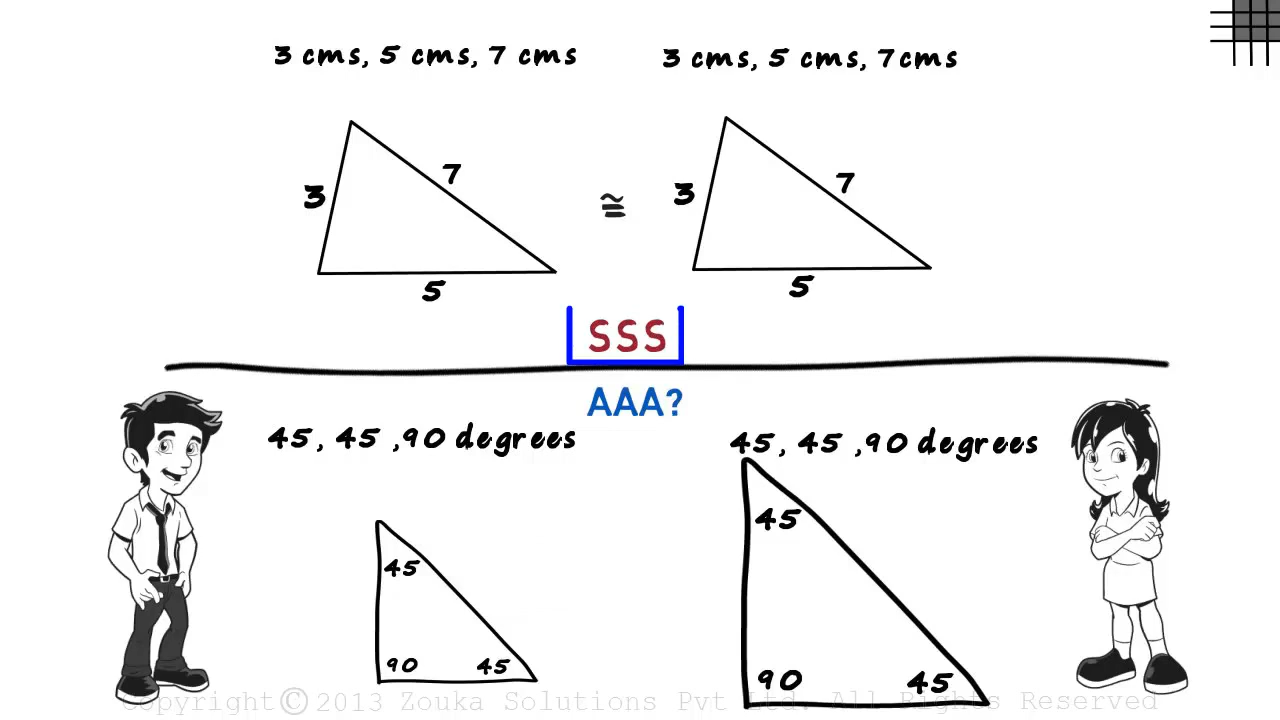 3 cms, 5 cms, 7 cms
3 cms, 5 cms, 7cms
3
7
5
≅
3
7
5
SSS
AAA?
45, 45 ,90 degrees
45, 45 ,90 degrees
45
90
45
45
90
45
Copyright© 2013 Zouka Solutions Pvt Ltd. All Rights Reserved